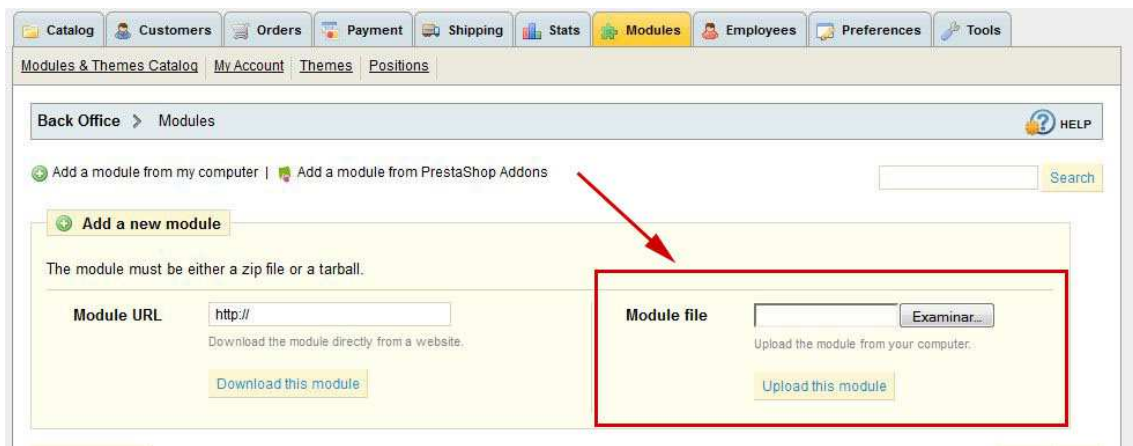 Catalog Customers Orders Payment Shipping Stats Modules Employees Preferences Tools
Modules & Themes Catalog My Account Themes Positions
Back Office > Modules HELP
Add a module from my computer | Add a module from PrestaShop Addons Search
Add a new module
The module must be either a zip file or a tarball.
Module URL http:// Module file Examinar...
Download the module directly from a website. Upload the module from your computer.
Download this module Upload this module